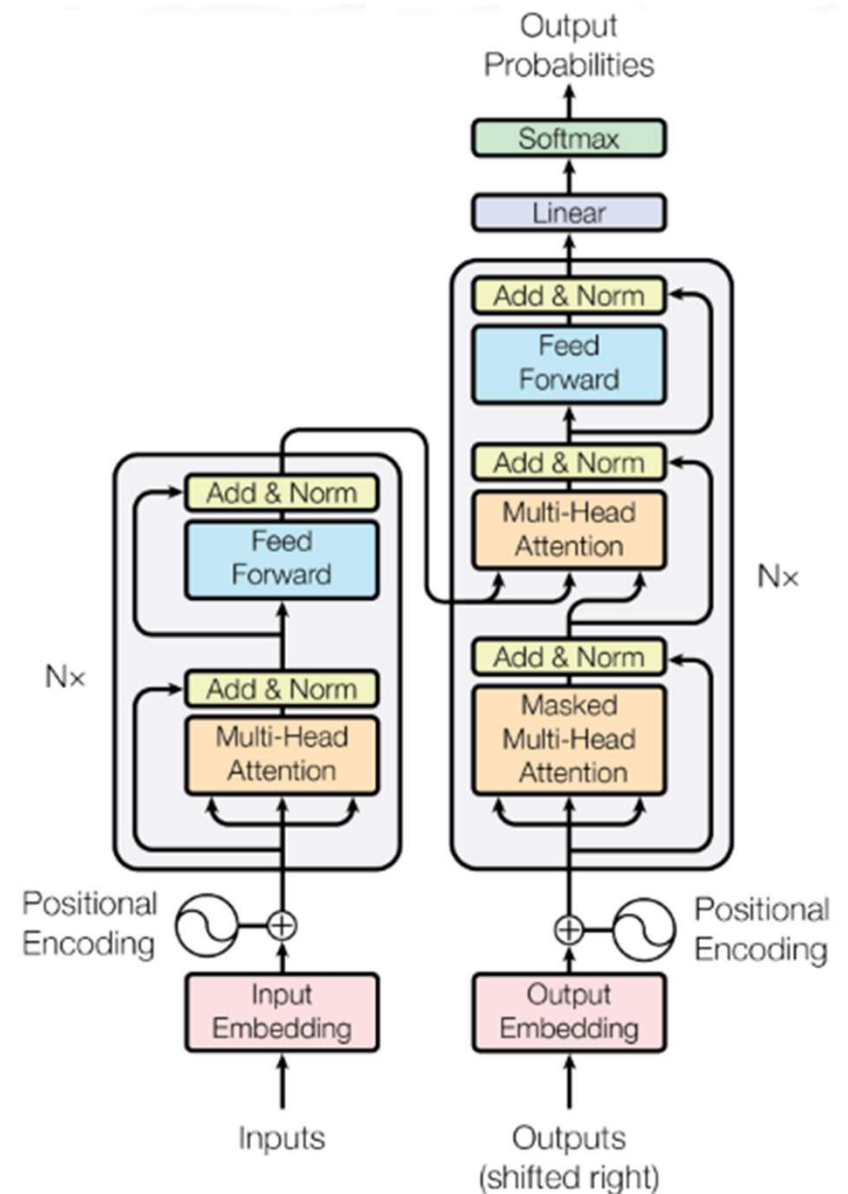 Output
Probabilities
Softmax
Linear
Add & Norm
Feed
Forward
Add & Norm
Multi-Head
Attention
Add & Norm
Masked
Multi-Head
Attention
Nx
Add & Norm
Feed
Forward
Add & Norm
Multi-Head
Attention
Nx
Positional
Encoding
Positional
Encoding
Input
Embedding
Output
Embedding
Inputs
Outputs
(shifted right)